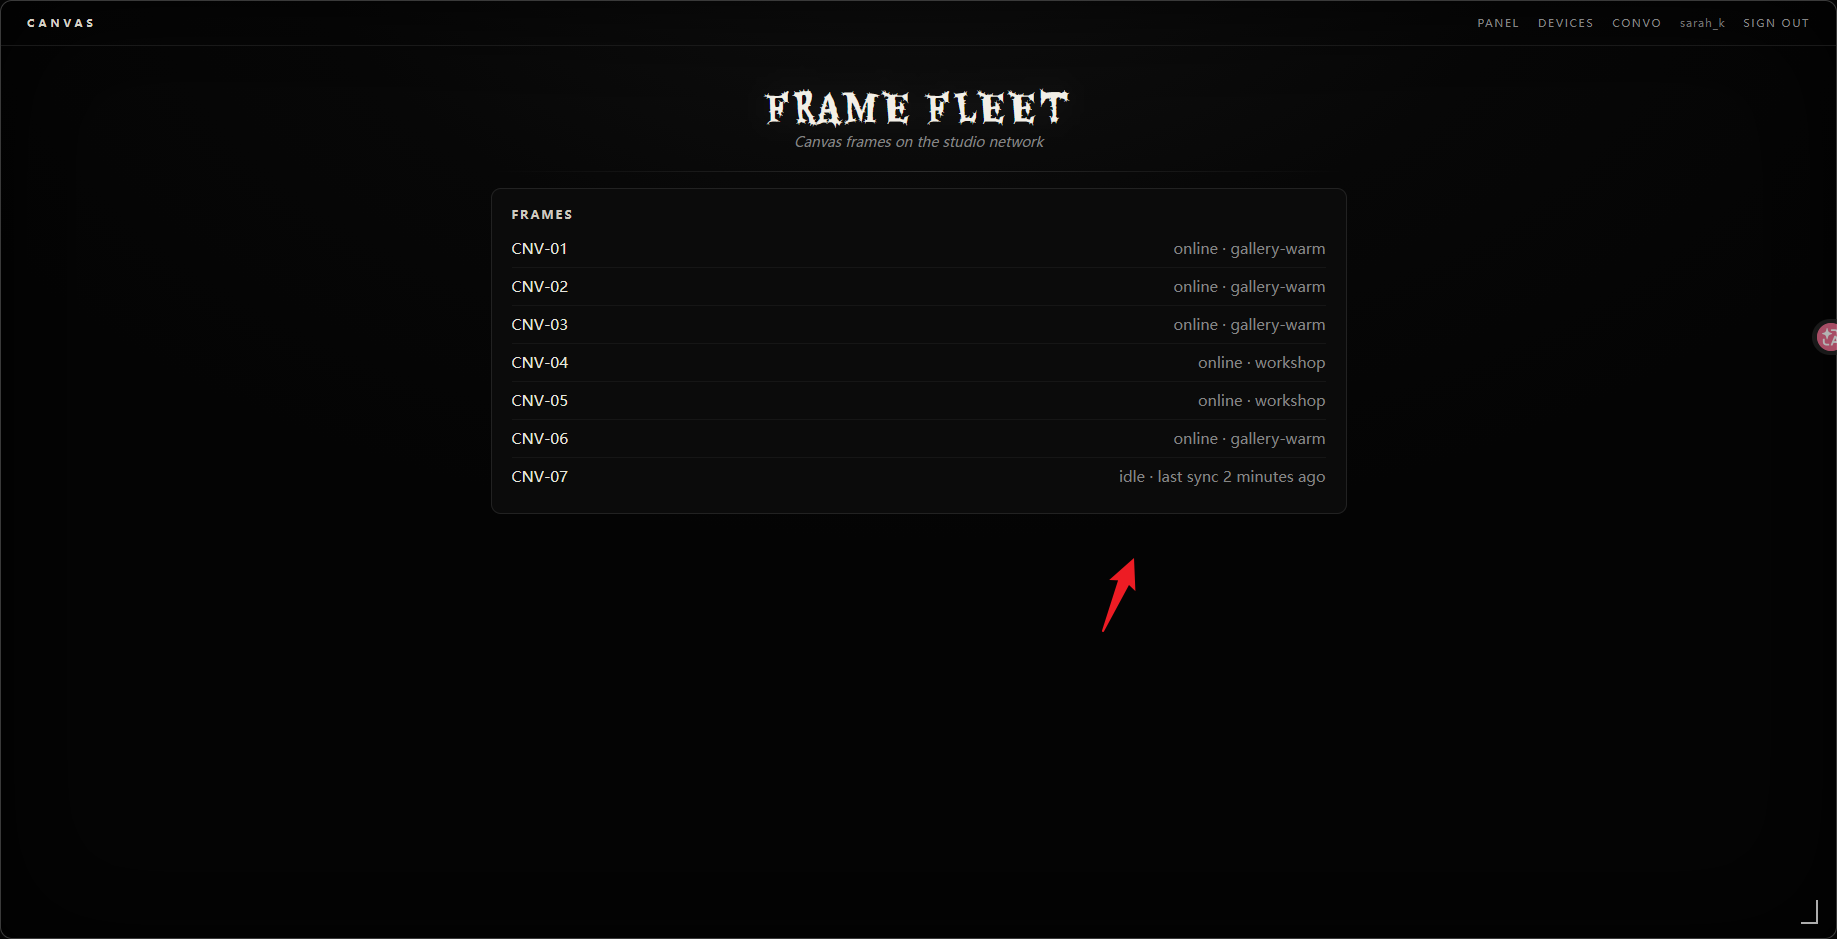 CANVAS
PANEL DEVICES CONVO sarah_k SIGN OUT
FRAME FLEET
Canvas frames on the studio network
FRAMES
CNV-01 online · gallery-warm
CNV-02 online · gallery-warm
CNV-03 online · gallery-warm
CNV-04 online · workshop
CNV-05 online · workshop
CNV-06 online · gallery-warm
CNV-07 idle · last sync 2 minutes ago